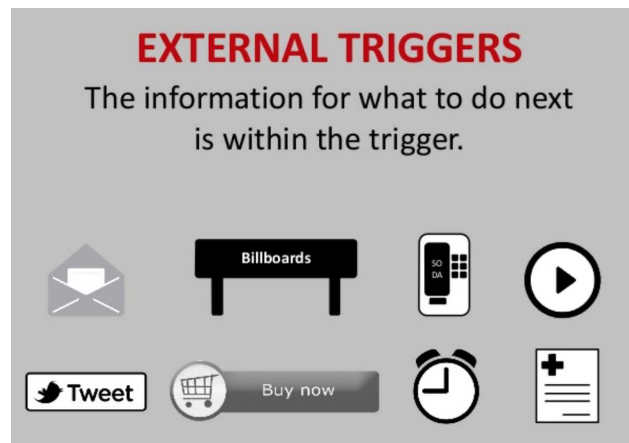 EXTERNAL TRIGGERS
The information for what to do next
is within the trigger.
Billboards
SO
DA
Tweet
Buy now